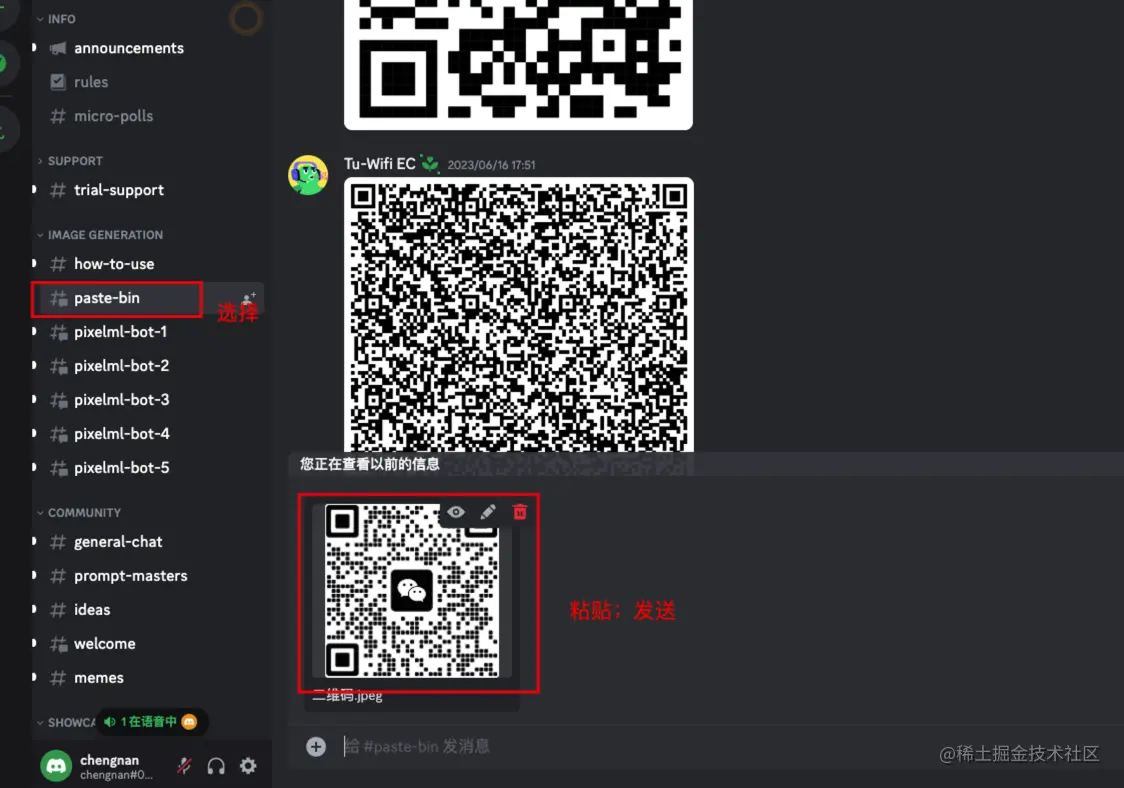 INFO
announcements
rules
micro-polls
SUPPORT
trial-support
IMAGE GENERATION
how-to-use
paste-bin
选择
pixelml-bot-1
pixelml-bot-2
pixelml-bot-3
pixelml-bot-4
pixelml-bot-5
COMMUNITY
general-chat
prompt-masters
ideas
welcome
memes
SHOWCA
1 在语音中
chengnan
chengnan#0...
Tu-Wifi EC 2023/06/16 17:51
您正在查看以前的信息
粘贴；发送
二维码.jpeg
给 #paste-bin 发消息
@稀土掘金技术社区